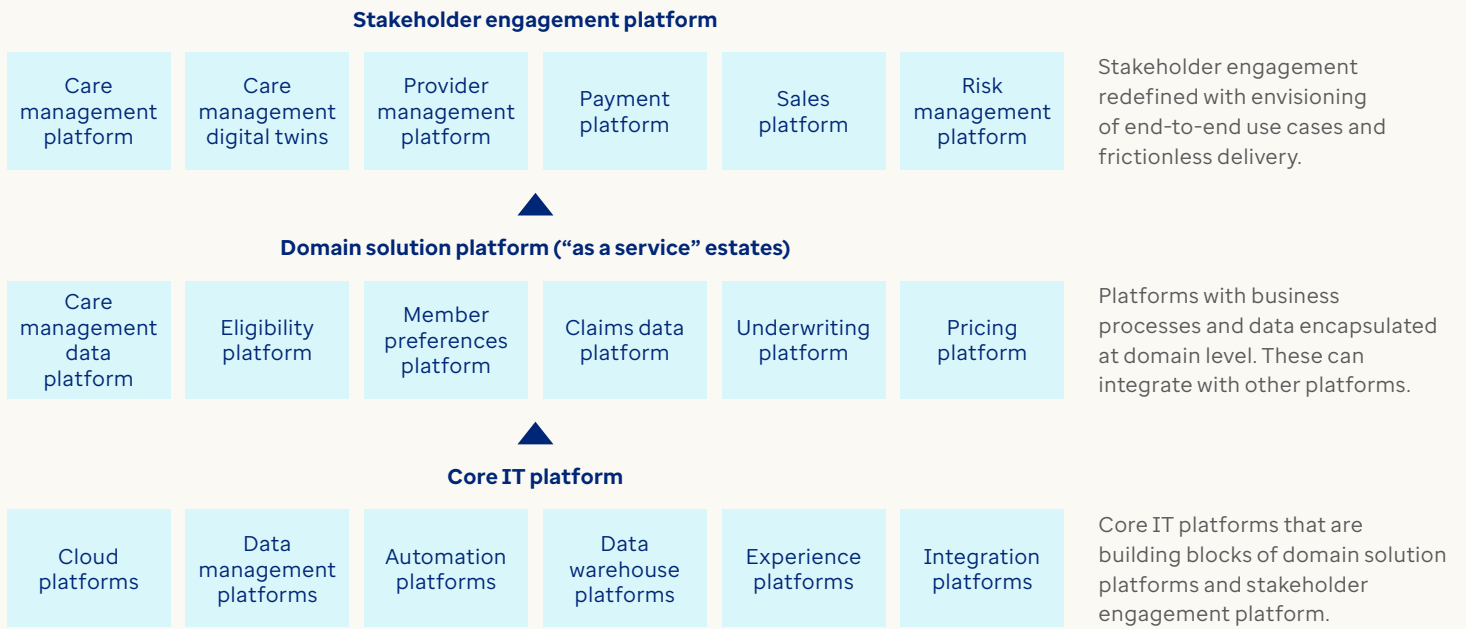 Stakeholder engagement platform
Care
management
platform
Care
management
digital twins
Provider
management
platform
Payment
platform
Sales
platform
Risk
management
platform
Stakeholder engagement
redefined with envisioning
of end-to-end use cases and
frictionless delivery.
Domain solution platform (“as a service” estates)
Care
management
data
platform
Eligibility
platform
Member
preferences
platform
Claims data
platform
Underwriting
platform
Pricing
platform
Platforms with business
processes and data encapsulated
at domain level. These can
integrate with other platforms.
Core IT platform
Cloud
platforms
Data
management
platforms
Automation
platforms
Data
warehouse
platforms
Experience
platforms
Integration
platforms
Core IT platforms that are
building blocks of domain solution
platforms and stakeholder
engagement platform.